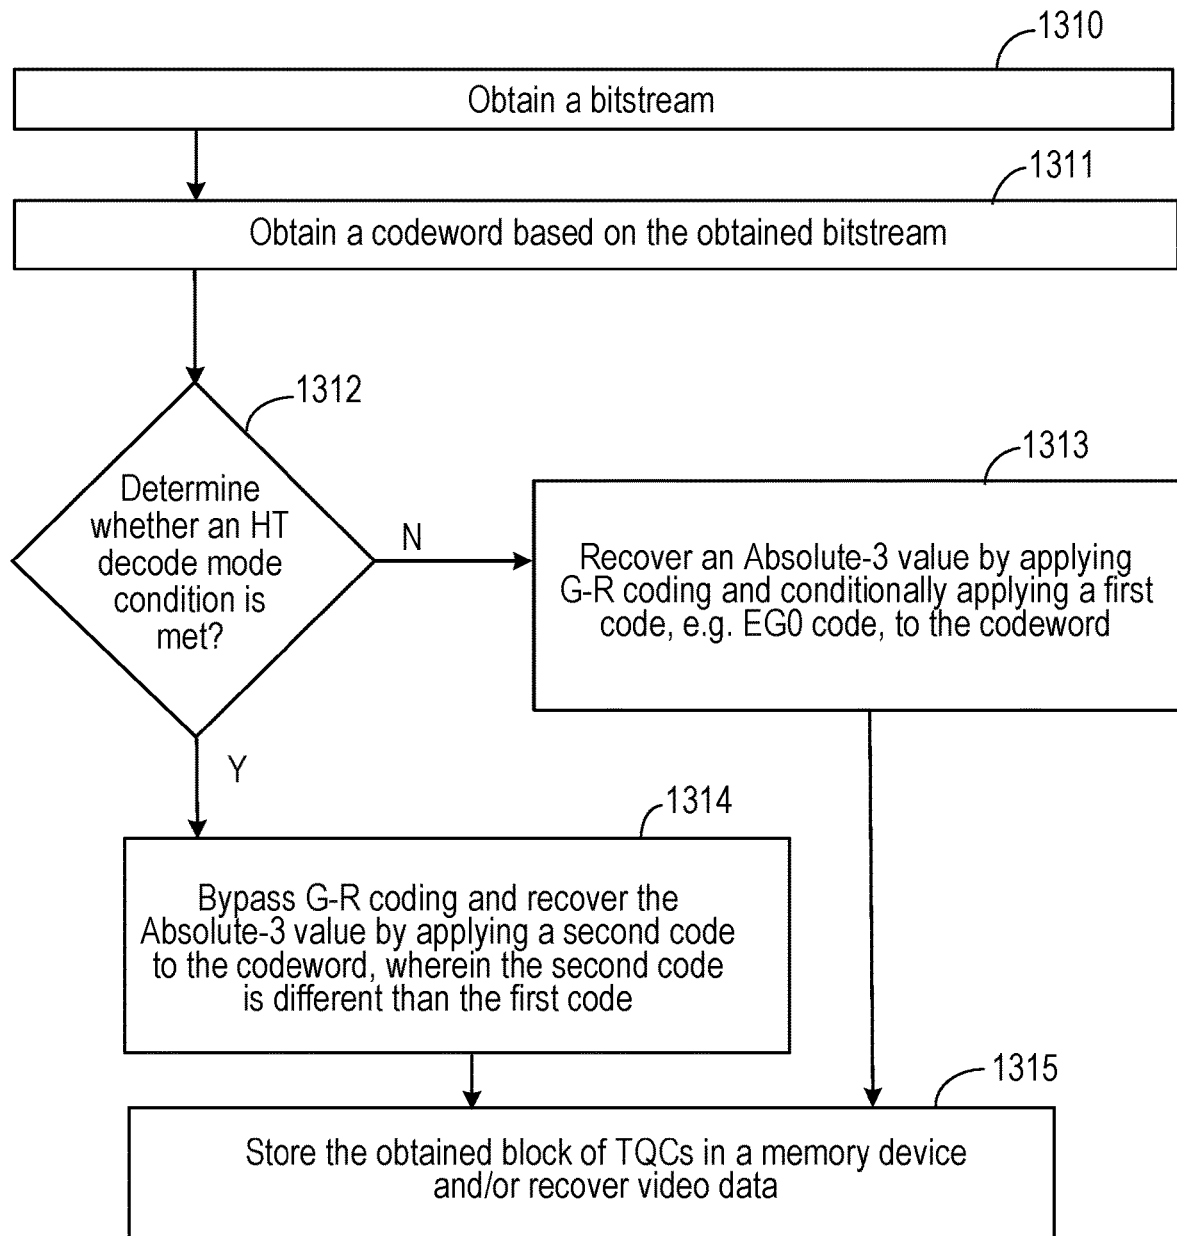 1310
Obtain a bitstream
1311
Obtain a codeword based on the obtained bitstream
1312
Determine
whether an HT
decode mode
condition is
met?
N
1313
Recover an Absolute-3 value by applying
G-R coding and conditionally applying a first
code, e.g. EG0 code, to the codeword
Y
1314
Bypass G-R coding and recover the
Absolute-3 value by applying a second code
to the codeword, wherein the second code
is different than the first code
1315
Store the obtained block of TQCs in a memory device
and/or recover video data